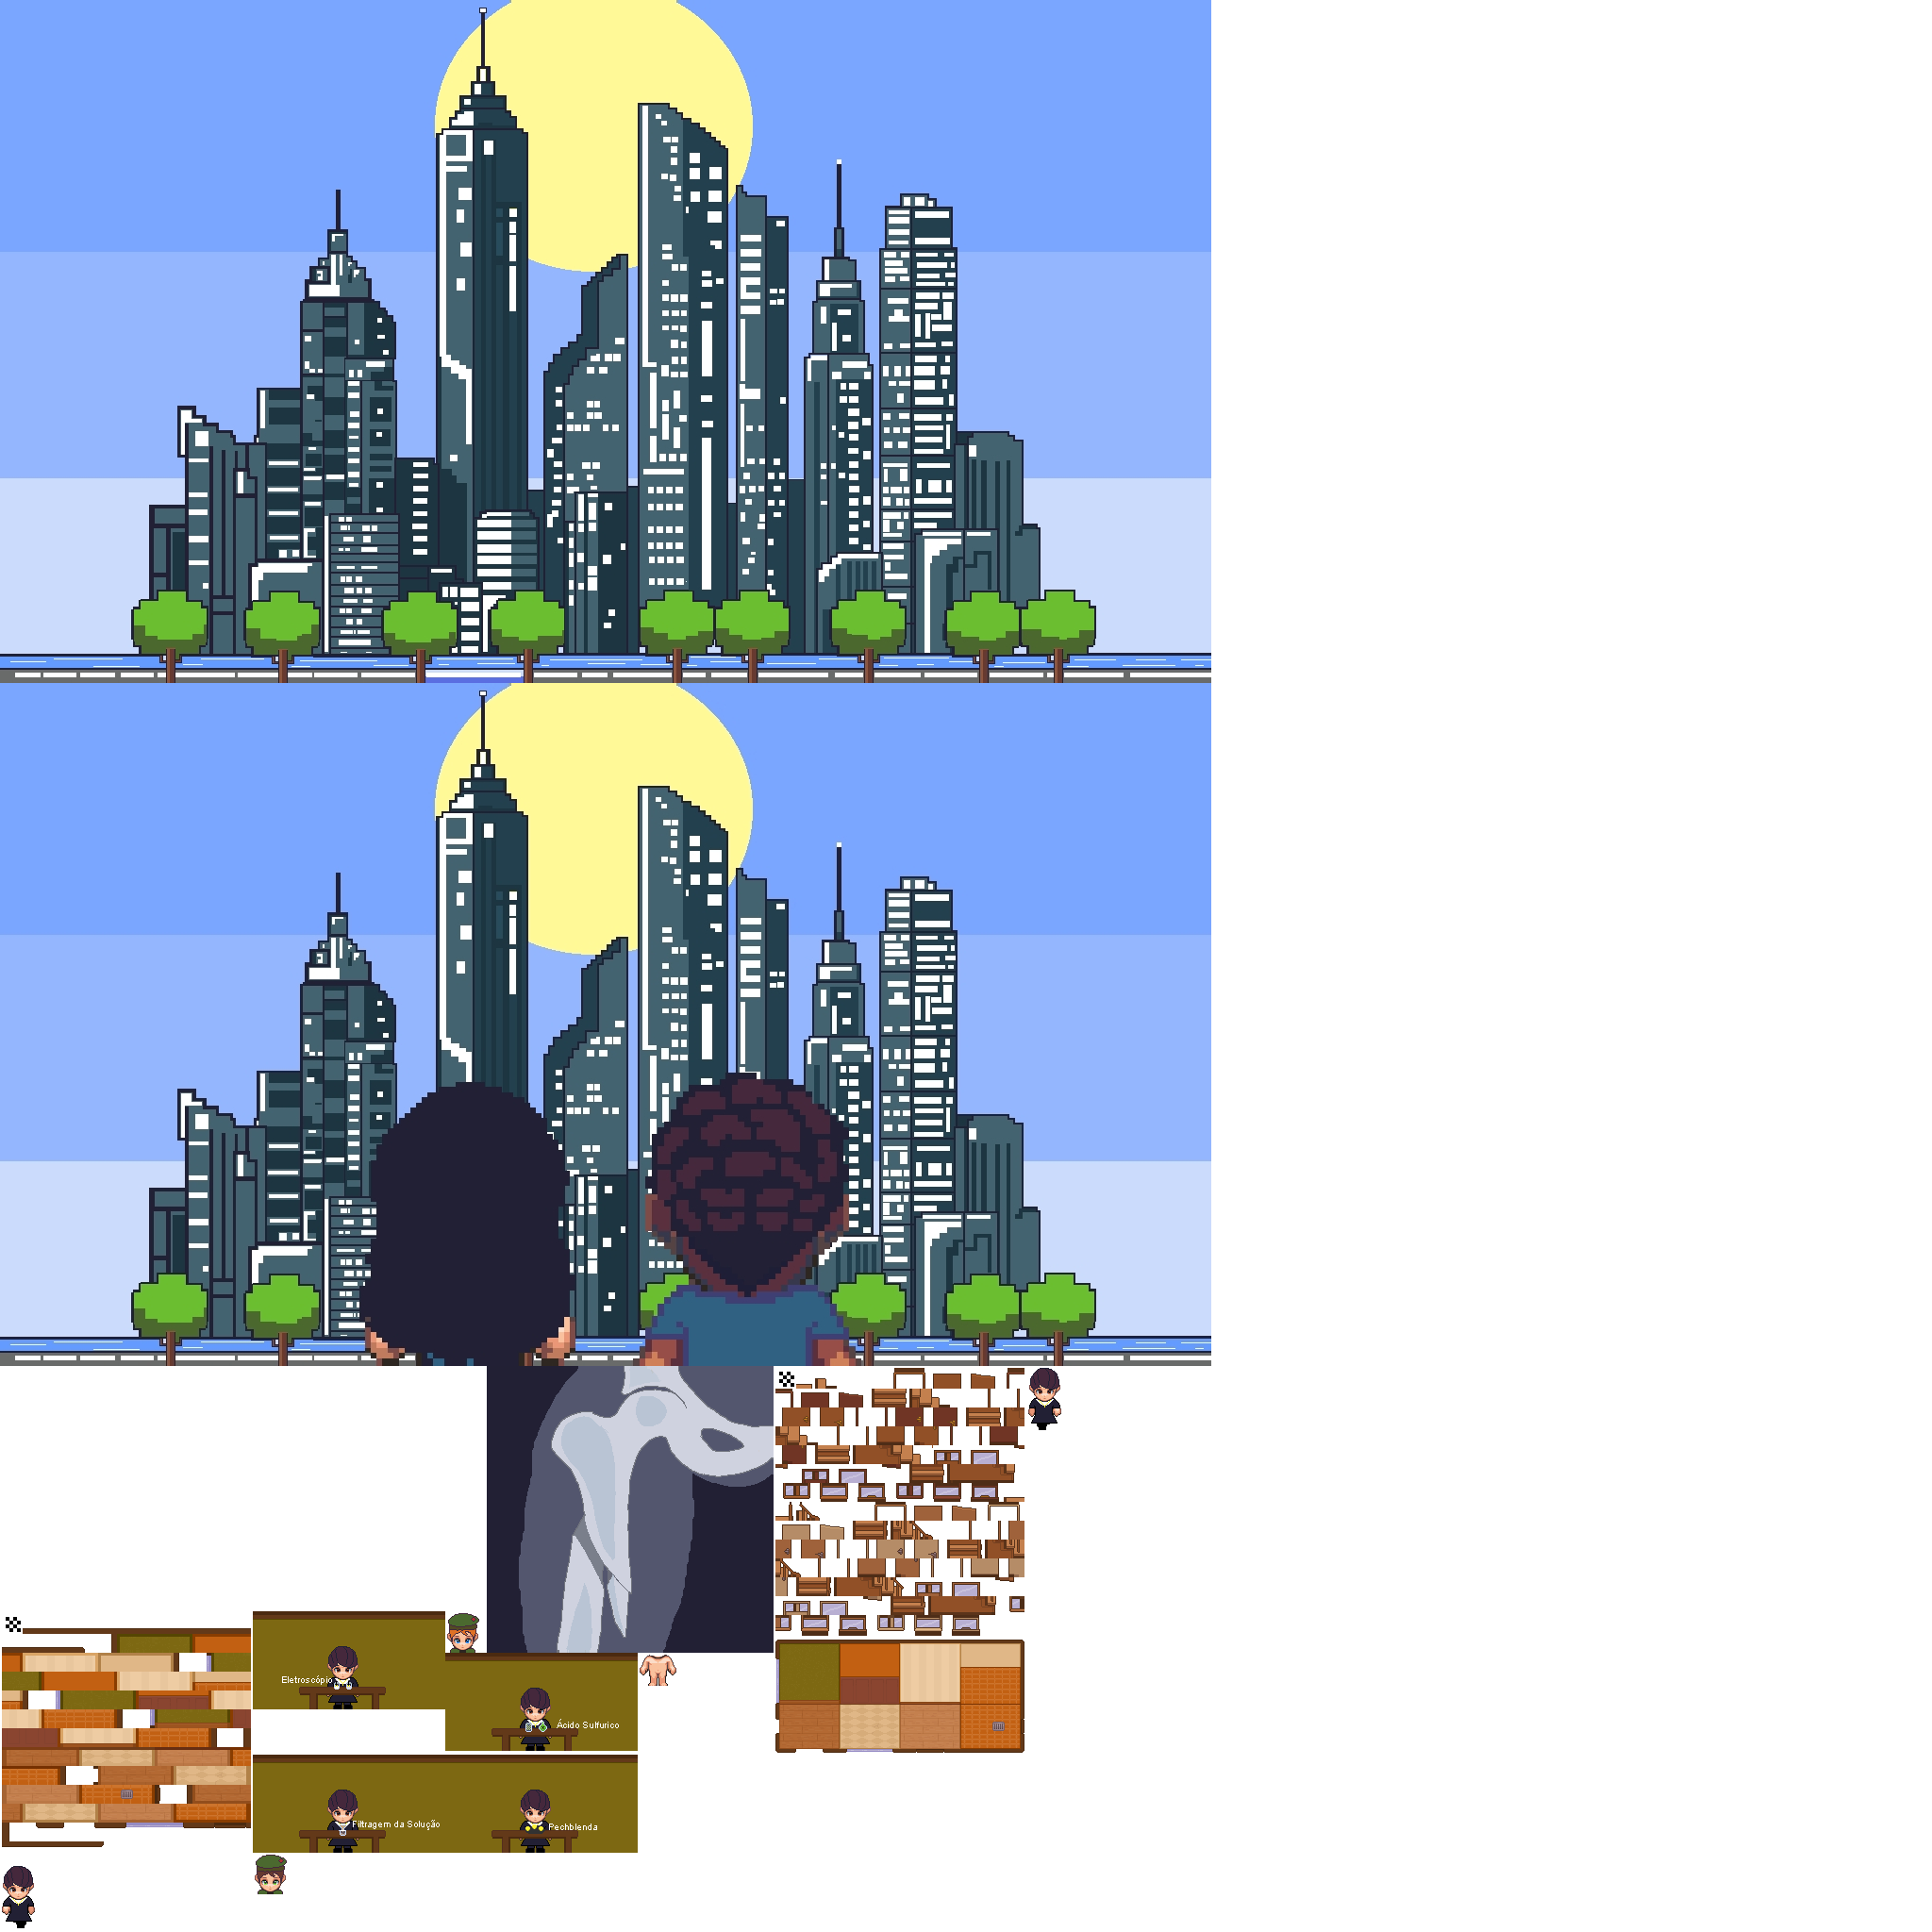 Eletroscópio
Ácido Sulfurico
Filtragem da Solução
Pechblenda